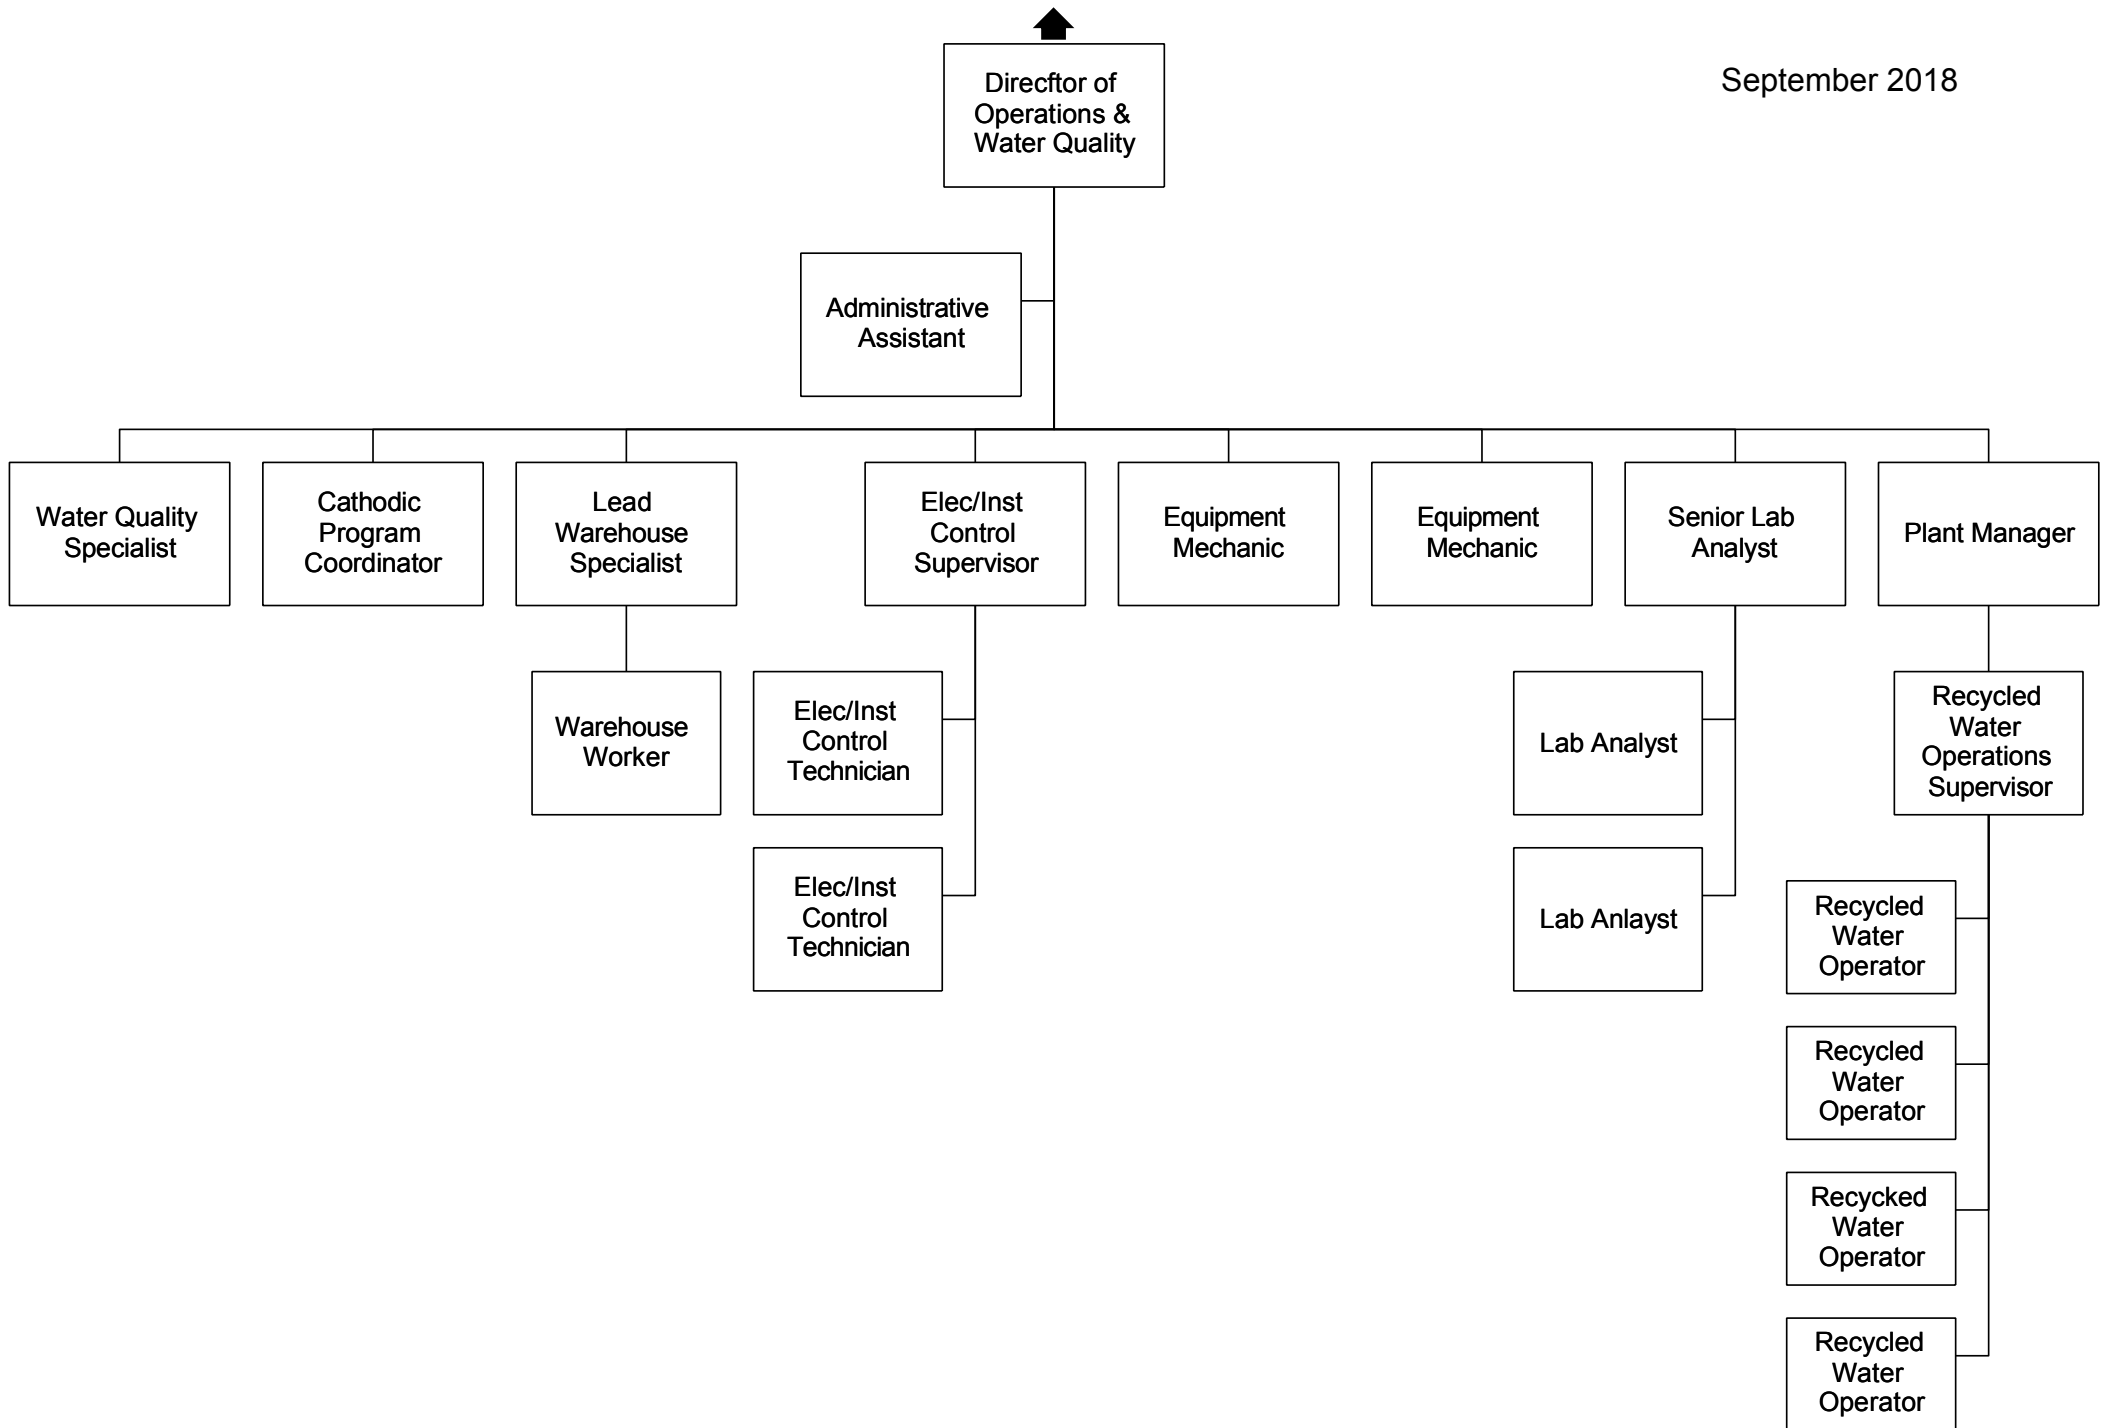 September 2018
Direcftor of
Operations &
Water Quality
Administrative
Assistant
Water Quality
Specialist
Cathodic
Program
Coordinator
Lead
Warehouse
Specialist
Elec/Inst
Control
Supervisor
Equipment
Mechanic
Equipment
Mechanic
Senior Lab
Analyst
Plant Manager
Warehouse
Worker
Elec/Inst
Control
Technician
Lab Analyst
Recycled
Water
Operations
Supervisor
Elec/Inst
Control
Technician
Lab Anlayst
Recycled
Water
Operator
Recycled
Water
Operator
Recycked
Water
Operator
Recycled
Water
Operator